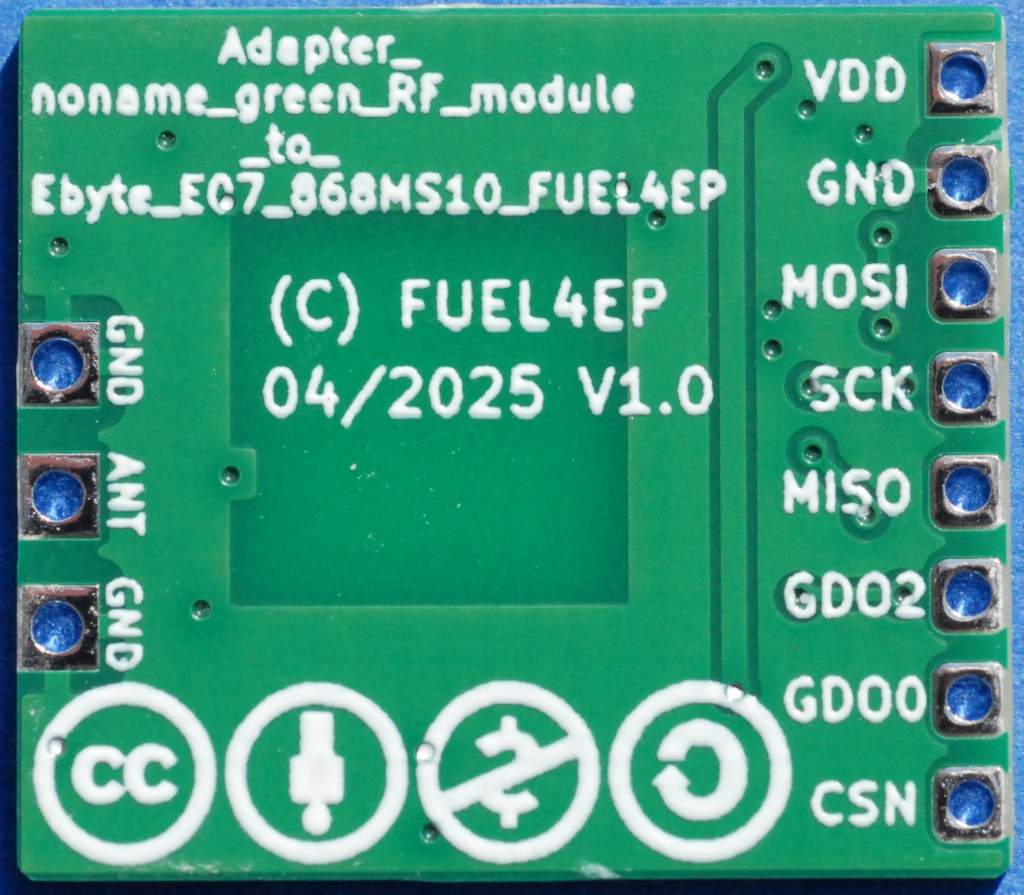 Adapter_
noname_green_RF_module
_to_
Ebyte_E07_868MS10_FUEL4EP
(C) FUEL4EP
04/2025 V1.0
GND
ANT
GND
VDD
GND
MOSI
SCK
MISO
GDO2
GDO0
CSN
cc